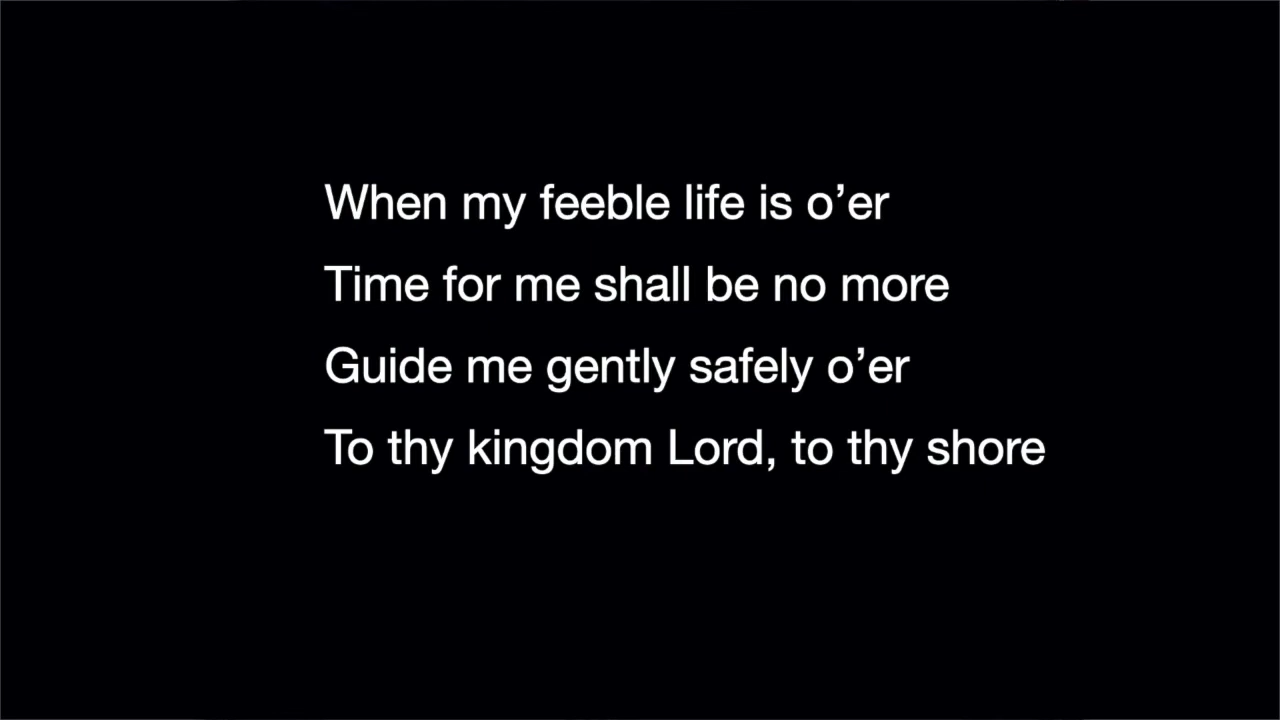 When my feeble life is o’er
Time for me shall be no more
Guide me gently safely o’er
To thy kingdom Lord, to thy shore